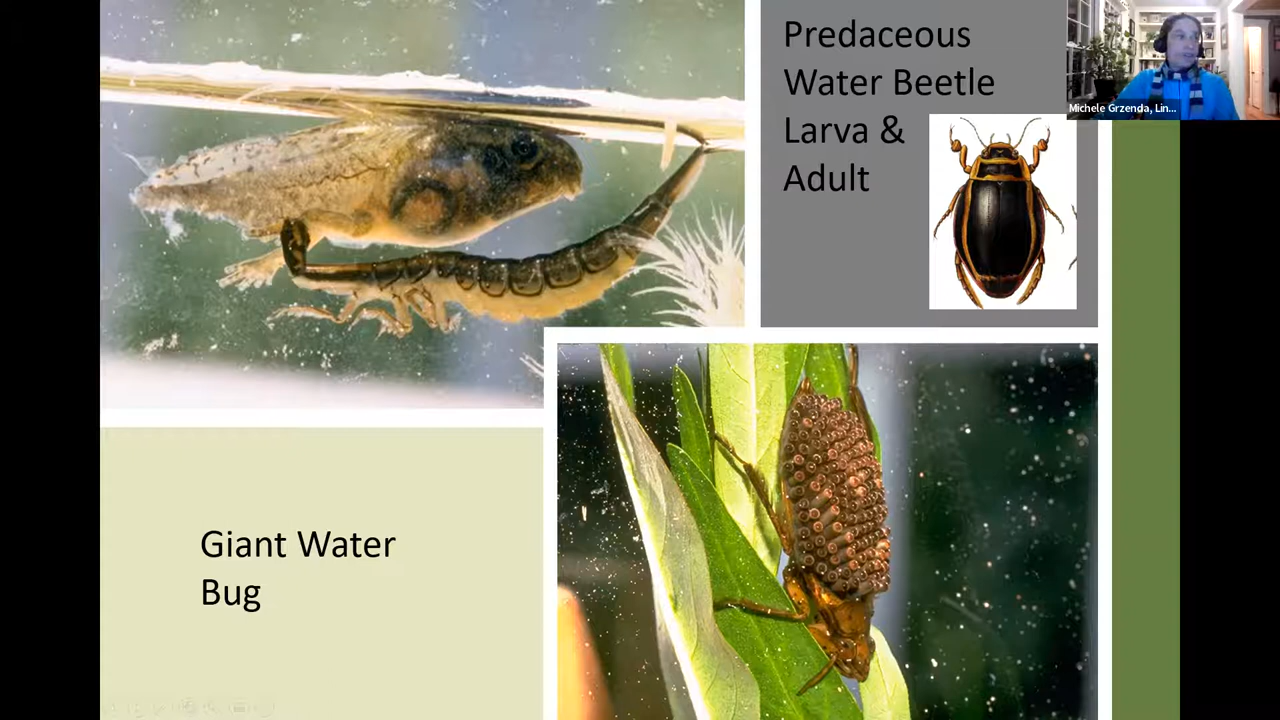 Predaceous
Water Beetle
Larva &
Adult
Michele Grzenda, Lin...
Giant Water
Bug